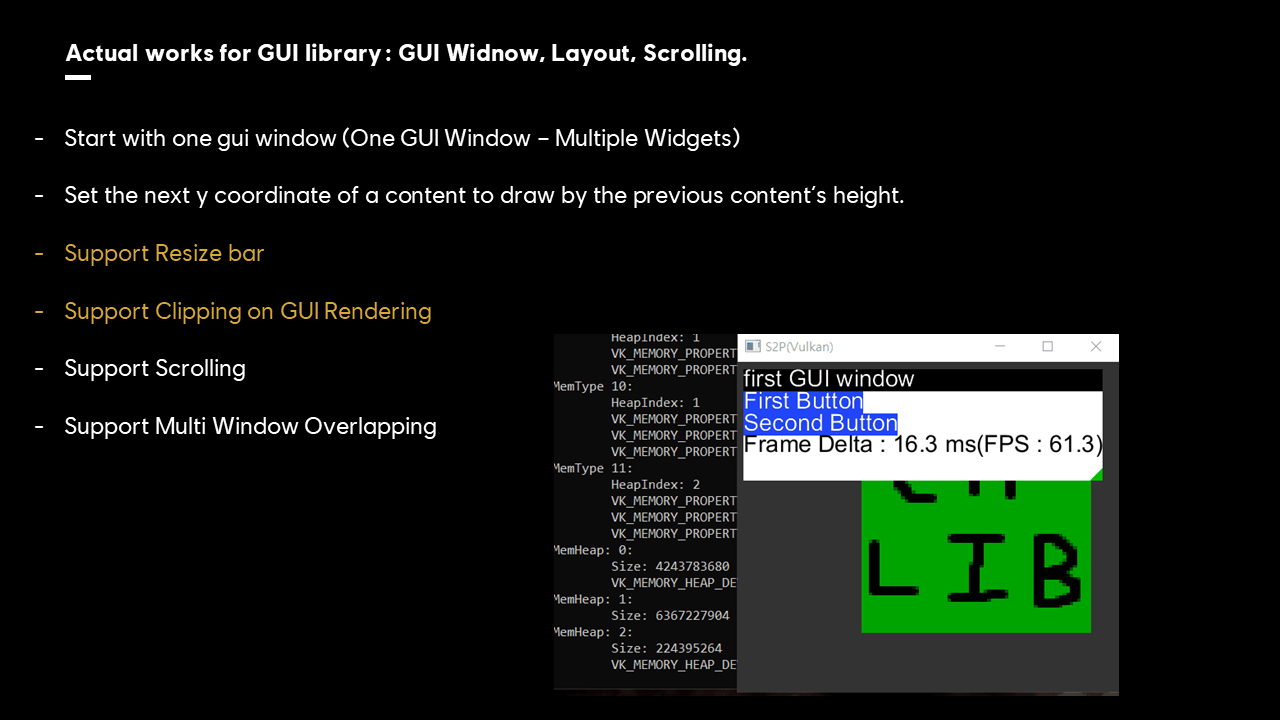 Actual works for GUI library : GUI Widnow, Layout, Scrolling.
- Start with one gui window (One GUI Window – Multiple Widgets)
- Set the next y coordinate of a content to draw by the previous content's height.
- Support Resize bar
- Support Clipping on GUI Rendering
- Support Scrolling
- Support Multi Window Overlapping
HeapIndex: 1
VK_MEMORY_PROPERT
VK_MEMORY_PROPERT
MemType 10:
HeapIndex: 1
VK_MEMORY_PROPERT
VK_MEMORY_PROPERT
VK_MEMORY_PROPERT
MemType 11:
HeapIndex: 2
VK_MEMORY_PROPERT
VK_MEMORY_PROPERT
VK_MEMORY_PROPERT
MemHeap: 0:
Size: 4243783680
VK_MEMORY_HEAP_DE
MemHeap: 1:
Size: 6367227904
MemHeap: 2:
Size: 224395264
VK_MEMORY_HEAP_DE
S2P(Vulkan)
first GUI window
First Button
Second Button
Frame Delta : 16.3 ms(FPS : 61.3)
LIB